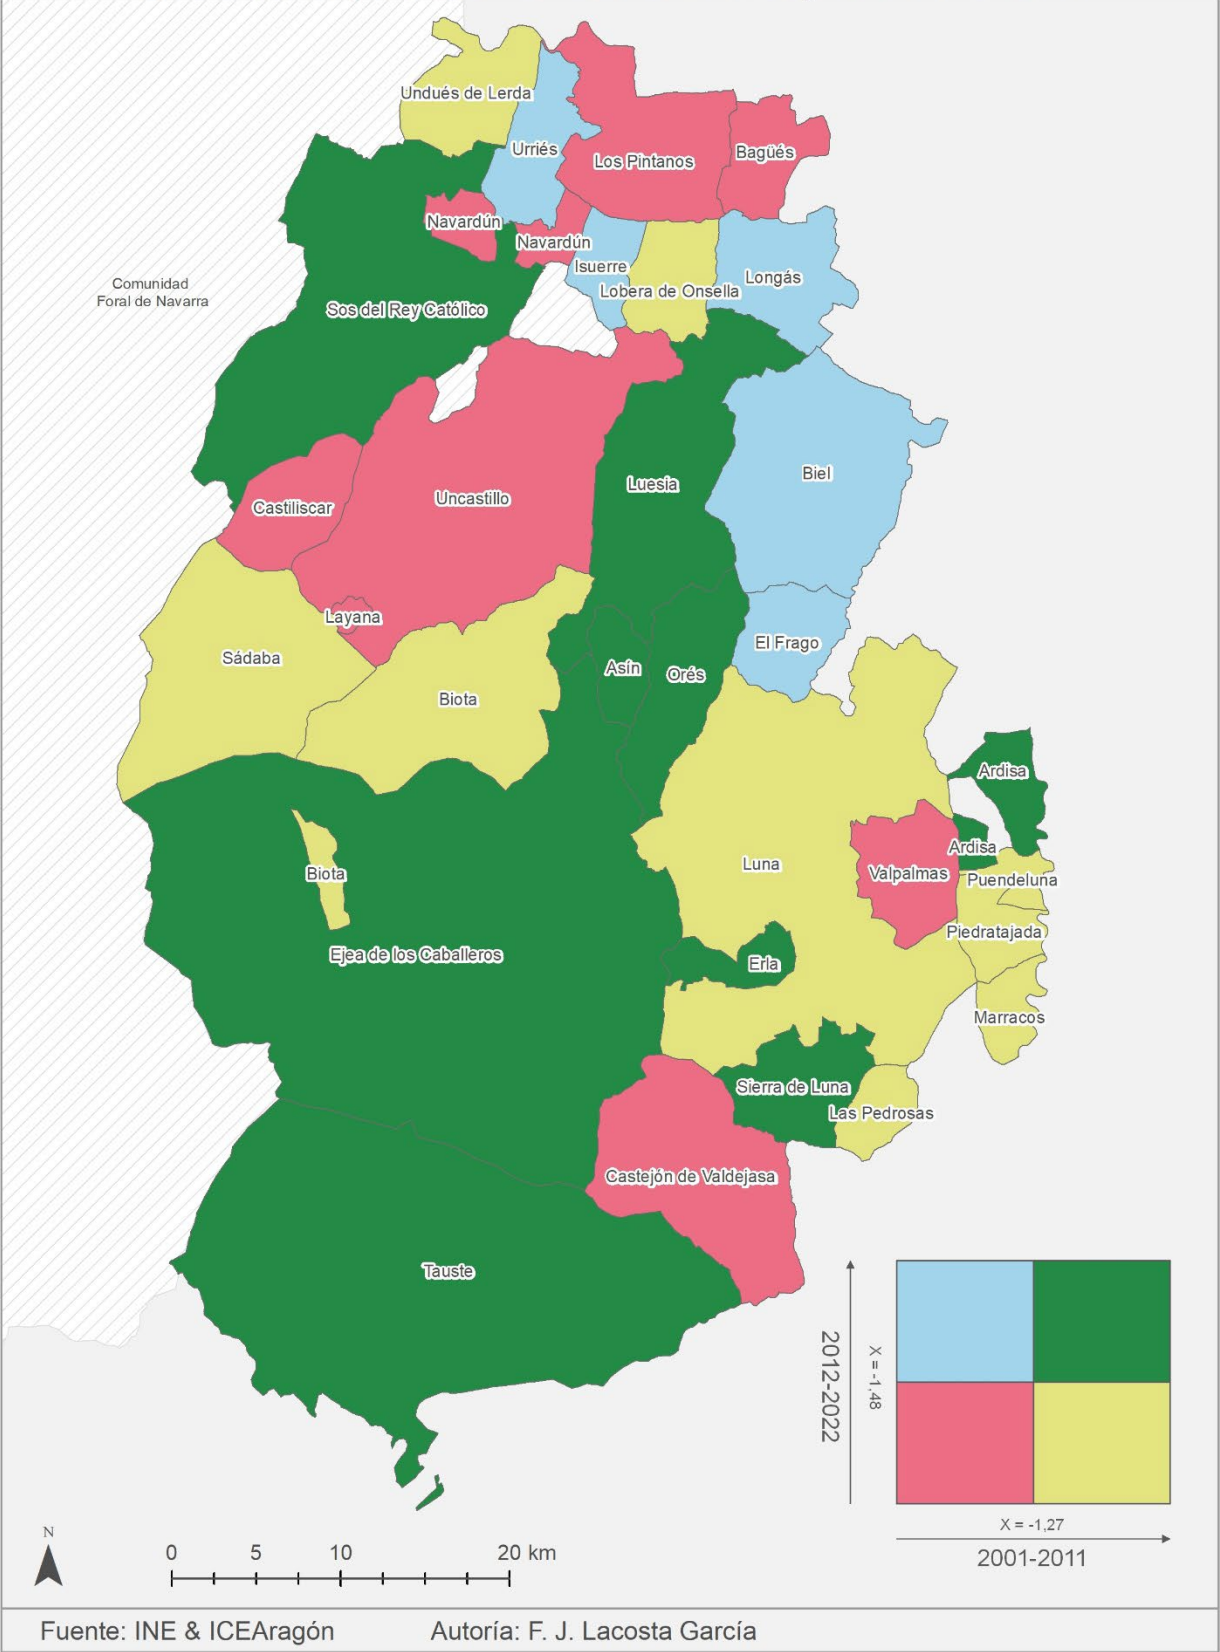 Undués de Lerda
Urriés
Los Pintanos
Bagüés
Navardún
Navardún
Isuerre
Lobera de Onsella
Longás
Comunidad
Foral de Navarra
Sos del Rey Católico
Biel
Luesia
Uncastillo
Castiliscar
Layana
El Frago
Sádaba
Asín
Orés
Biota
Ardisa
Ardisa
Luna
Valpalmas
Biota
Puendeluna
Piedratajada
Ejea de los Caballeros
Erla
Marracos
Sierra de Luna
Las Pedrosas
Castejón de Valdejasa
Tauste
2012-2022
X = -1,48
X = -1,27
2001-2011
N
0 5 10 20 km
Fuente: INE & ICEAragón Autoría: F. J. Lacosta García